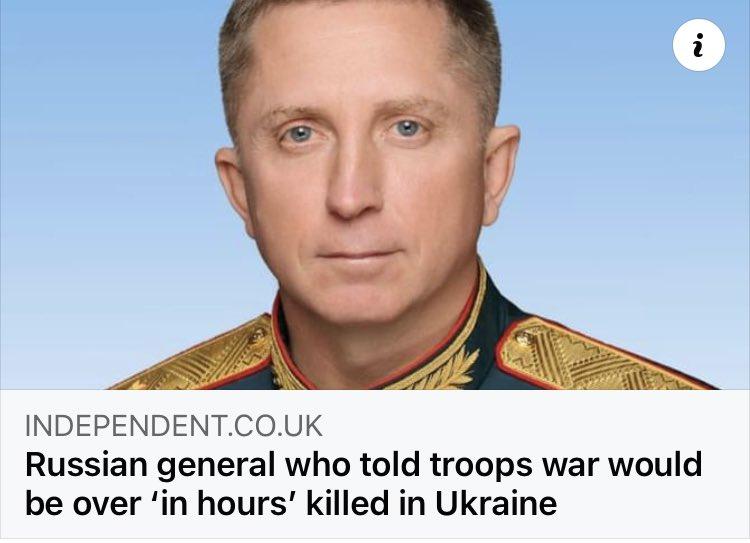 INDEPENDENT.CO.UK
Russian general who told troops war would
be over ‘in hours’ killed in Ukraine